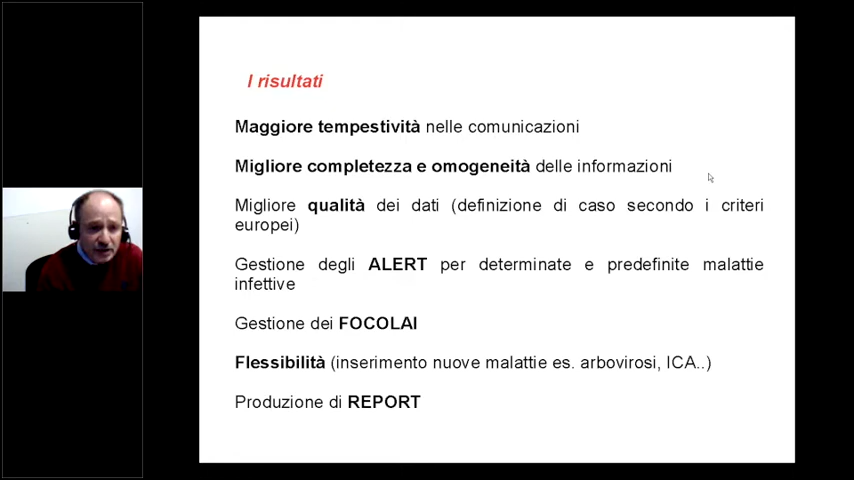 I risultati
Maggiore tempestività nelle comunicazioni
Migliore completezza e omogeneità delle informazioni
Migliore qualità dei dati (definizione di caso secondo i criteri
europei)
Gestione degli ALERT per determinate e predefinite malattie
infettive
Gestione dei FOCOLAI
Flessibilità (inserimento nuove malattie es. arbovirosi, ICA..)
Produzione di REPORT